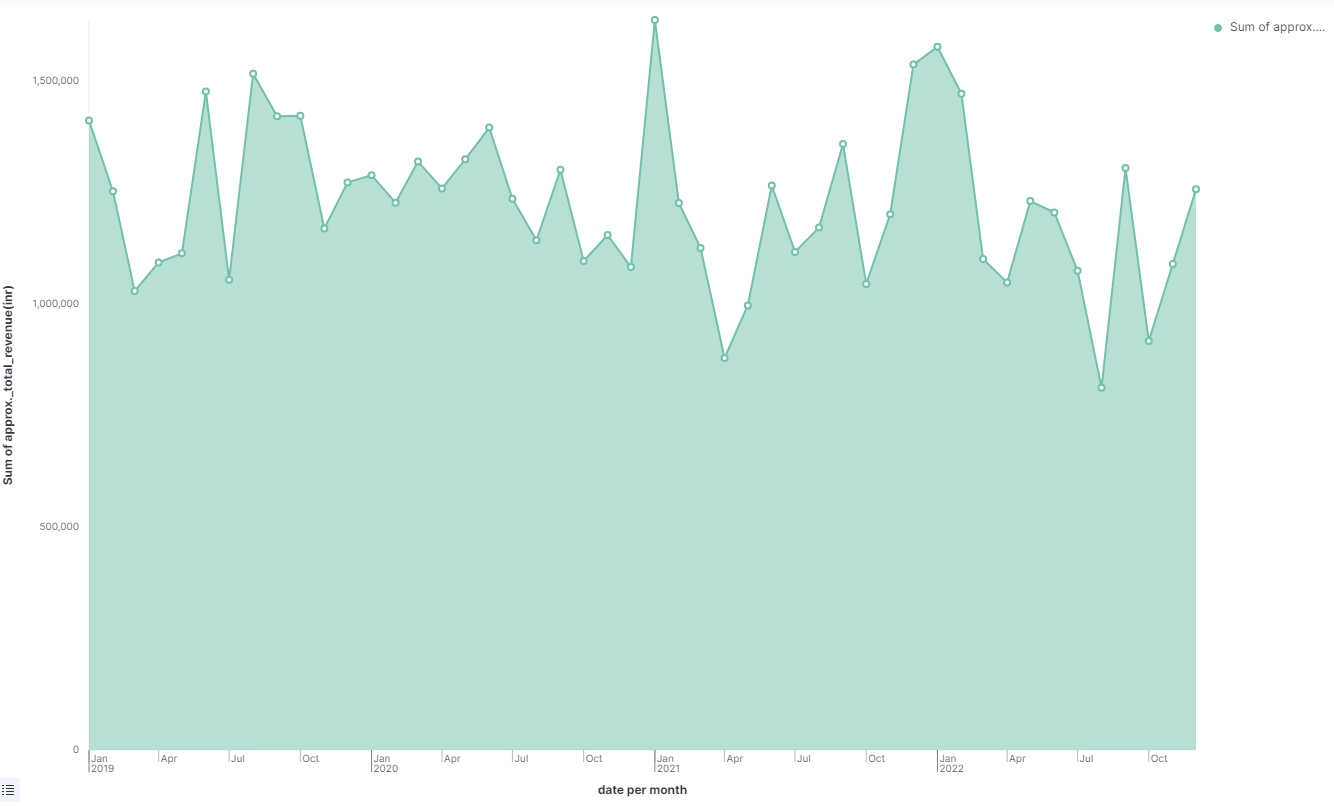 Sum of approx....
1,500,000
1,000,000
500,000
0
Sum of approx._total_revenue(inr)
Jan Apr Jul Oct Jan Apr Jul Oct Jan Apr Jul Oct Jan Apr Jul Oct
2019 2020 2021 2022
date per month